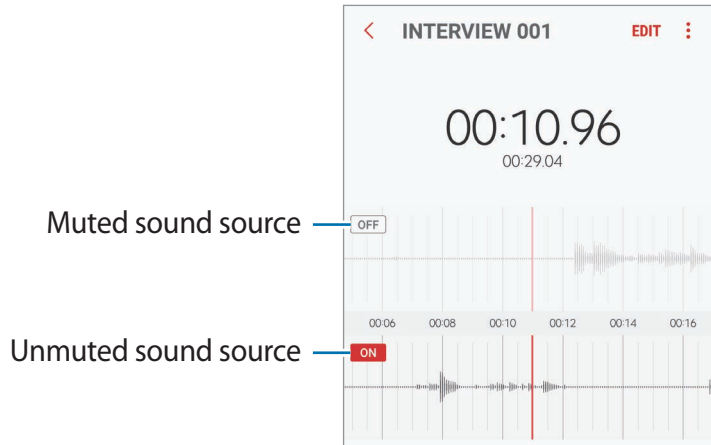 INTERVIEW 001 EDIT
00:10.96
00:29.04
Muted sound source
OFF
00:06 00:08 00:10 00:12 00:14 00:16
Unmuted sound source
ON